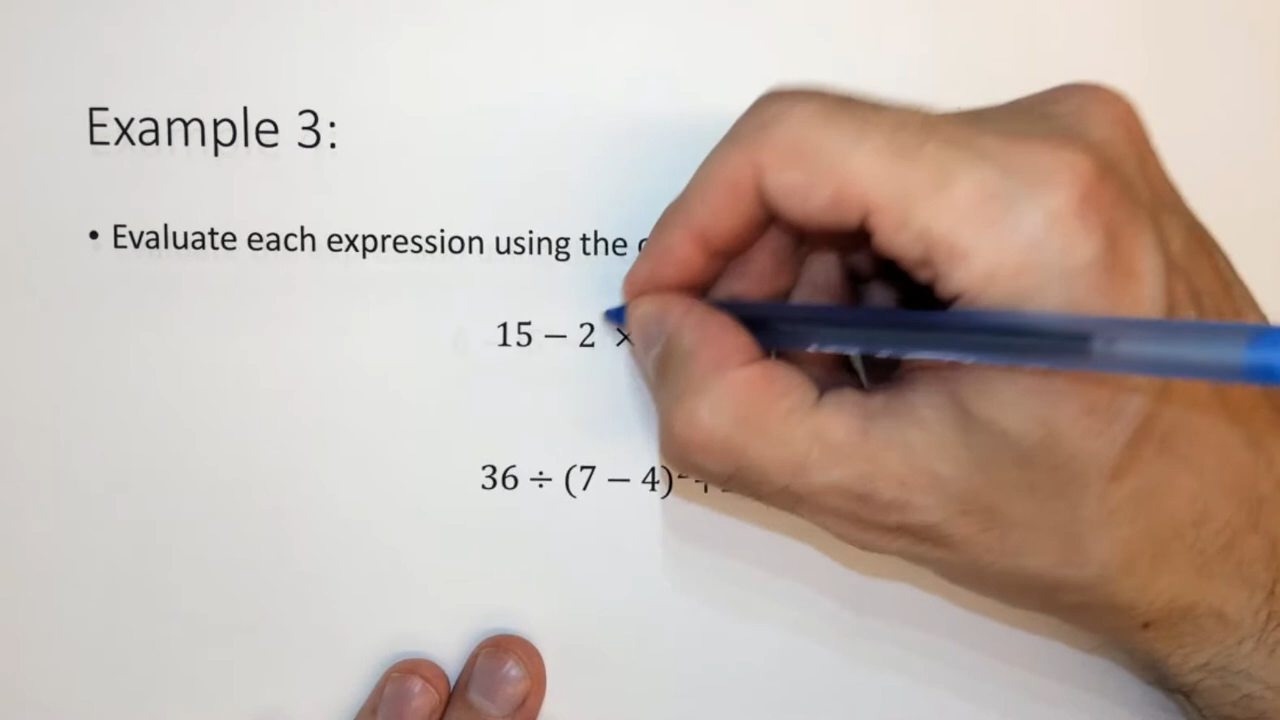 Example 3:
• Evaluate each expression using the
15 − 2 ×
36 ÷ (7 − 4)